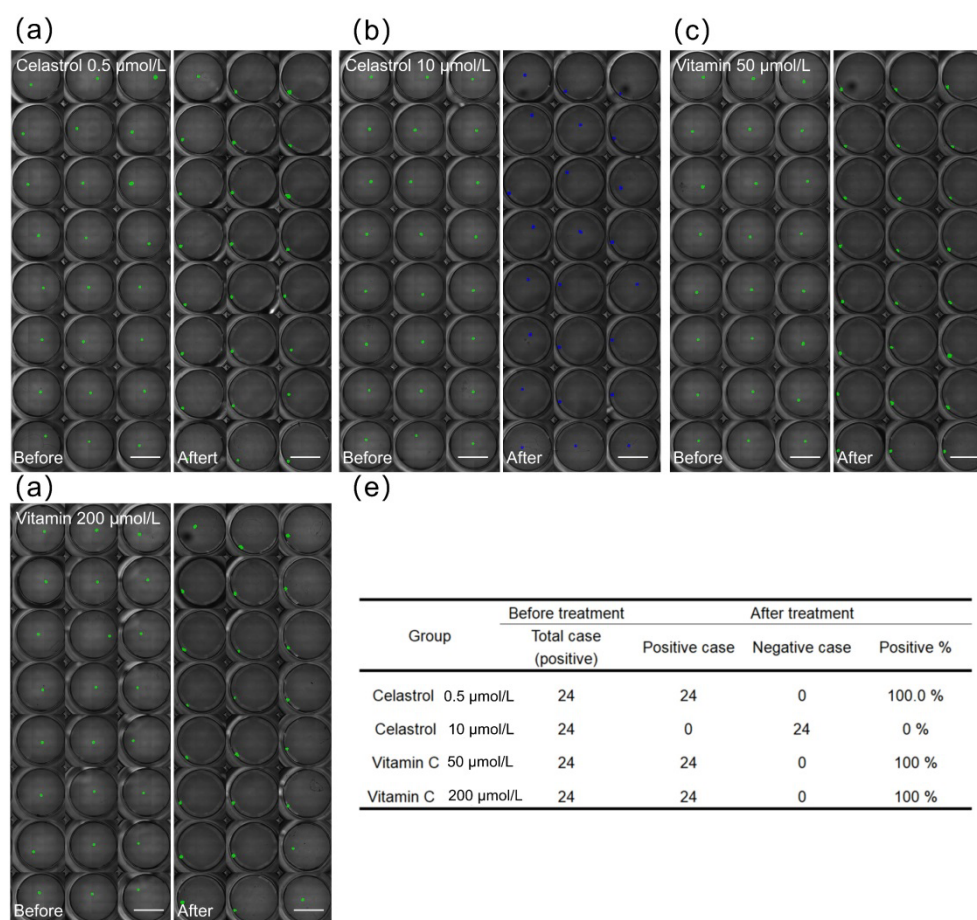 (a)
Celastrol 0.5 µmol/L
Before
Aftert
(b)
Celastrol 10 µmol/L
Before
After
(c)
Vitamin 50 µmol/L
Before
After
(a)
Vitamin 200 µmol/L
Before
After
(e)
Group Before treatment After treatment
Total case (positive) Positive case Negative case Positive %
Celastrol 0.5 µmol/L 24 24 0 100.0 %
Celastrol 10 µmol/L 24 0 24 0 %
Vitamin C 50 µmol/L 24 24 0 100 %
Vitamin C 200 µmol/L 24 24 0 100 %